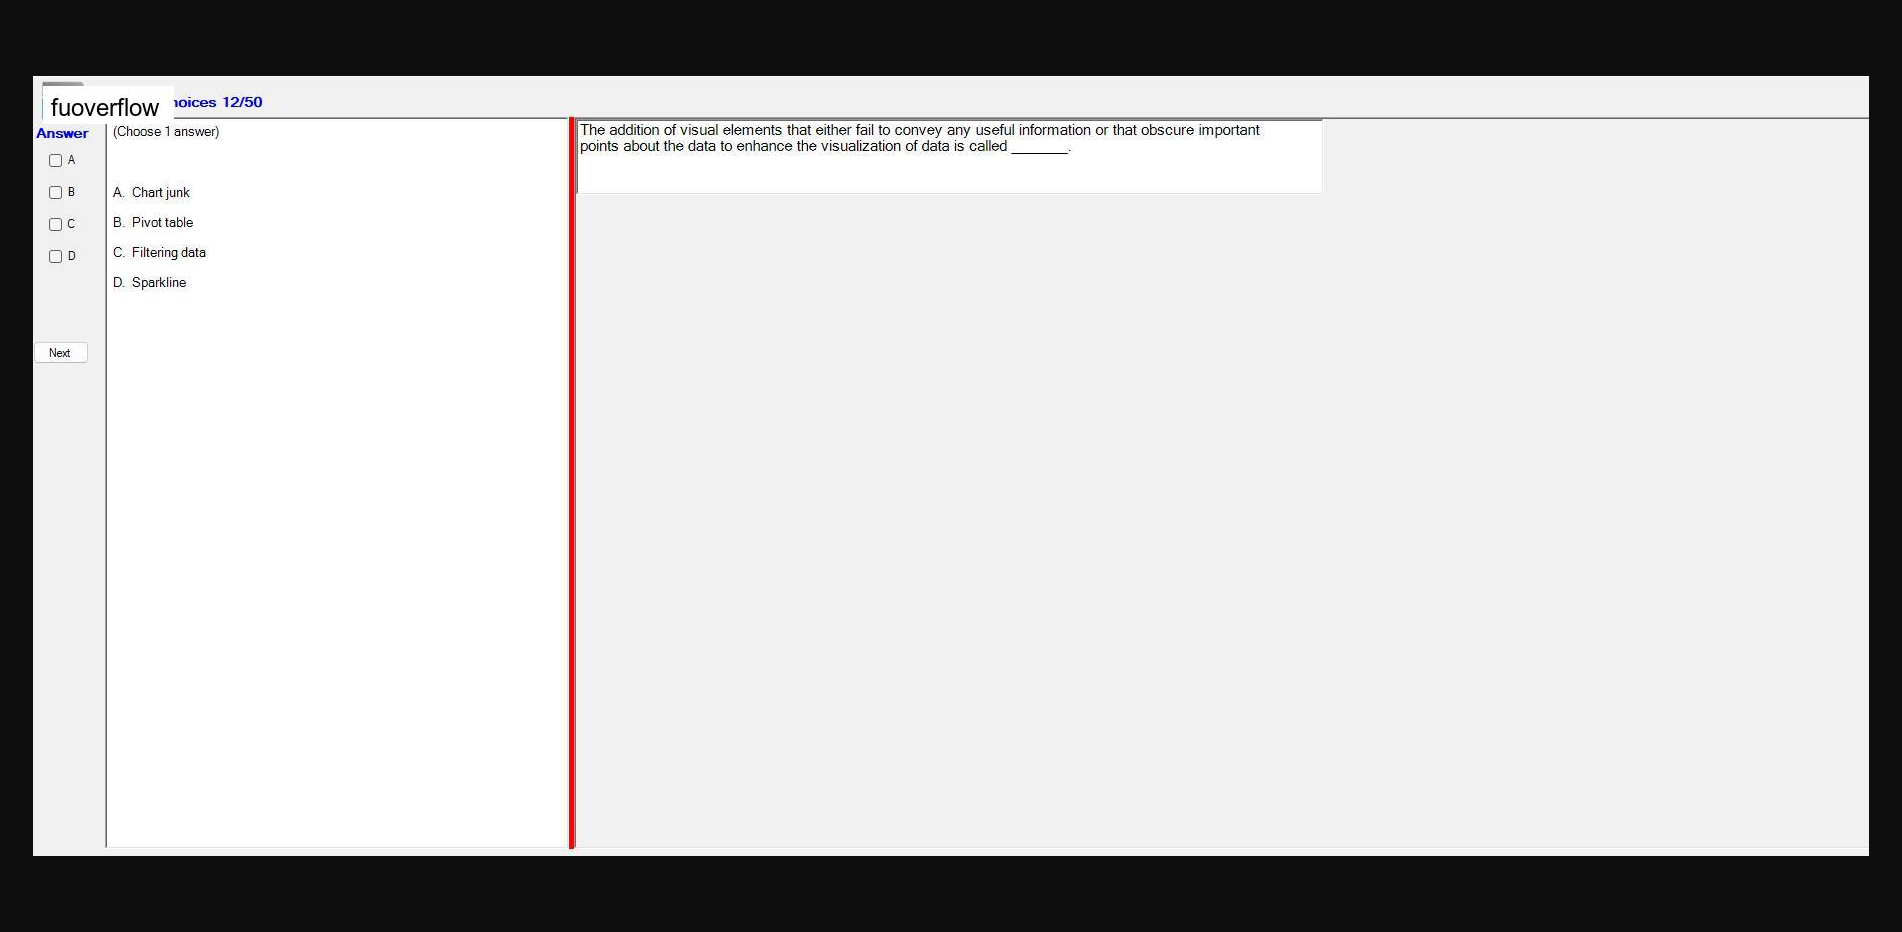 fuoverflow
hoices 12/50
Answer
(Choose 1 answer)
A
B
C
D
A. Chart junk
B. Pivot table
C. Filtering data
D. Sparkline
Next
The addition of visual elements that either fail to convey any useful information or that obscure important
points about the data to enhance the visualization of data is called _______.